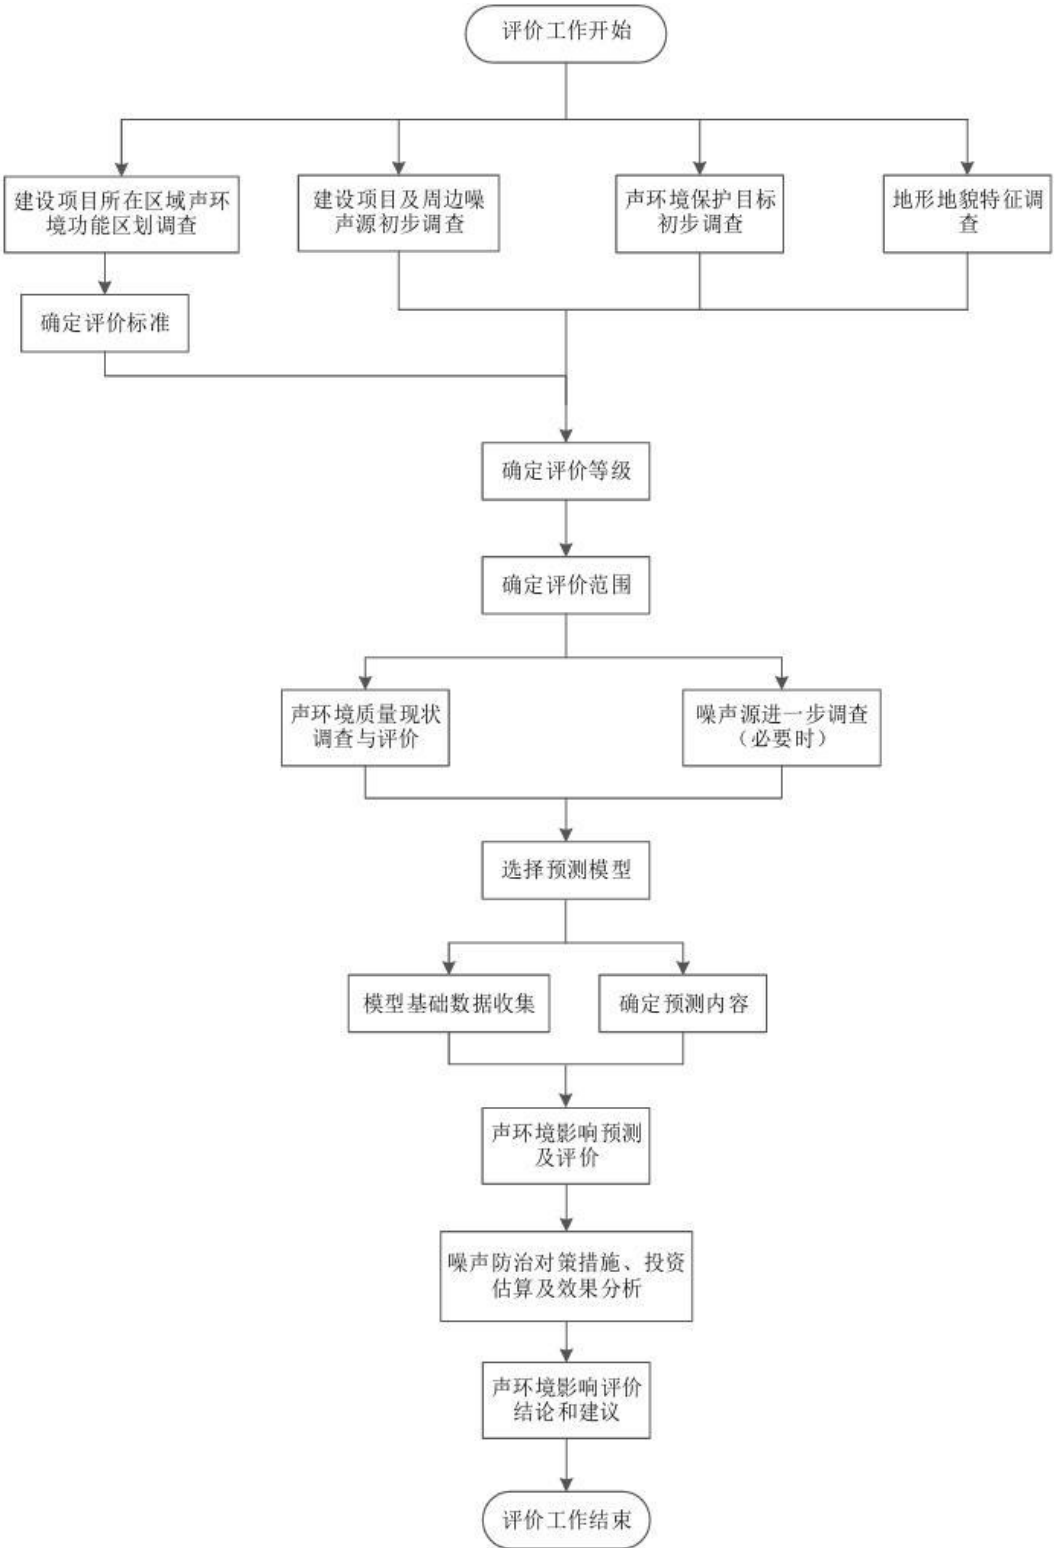 评价工作开始
建设项目所在区域声环
境功能区划调查
建设项目及周边噪
声源初步调查
声环境保护目标
初步调查
地形地貌特征调
查
确定评价标准
确定评价等级
确定评价范围
声环境质量现状
调查与评价
噪声源进一步调查
（必要时）
选择预测模型
模型基础数据收集
确定预测内容
声环境影响预测
及评价
噪声防治对策措施、投资
估算及效果分析
声环境影响评价
结论和建议
评价工作结束